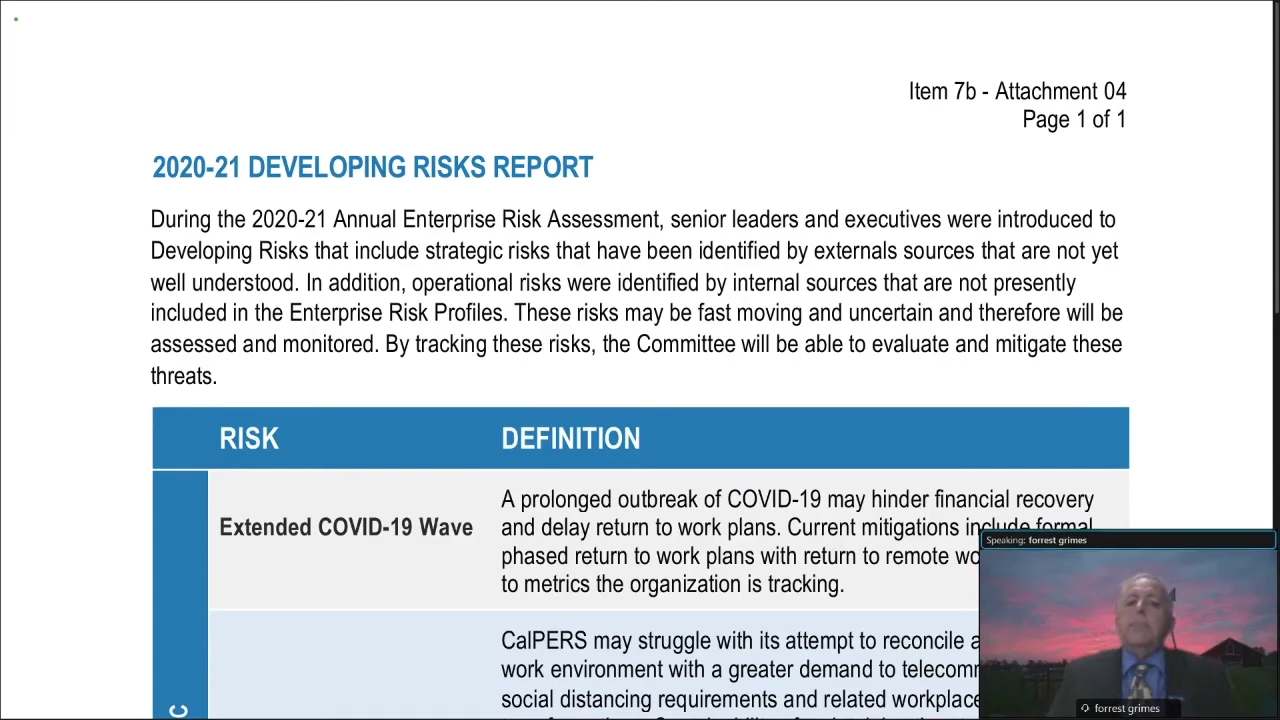 Item 7b - Attachment 04
Page 1 of 1
2020-21 DEVELOPING RISKS REPORT
During the 2020-21 Annual Enterprise Risk Assessment, senior leaders and executives were introduced to
Developing Risks that include strategic risks that have been identified by externals sources that are not yet
well understood. In addition, operational risks were identified by internal sources that are not presently
included in the Enterprise Risk Profiles. These risks may be fast moving and uncertain and therefore will be
assessed and monitored. By tracking these risks, the Committee will be able to evaluate and mitigate these
threats.
RISK DEFINITION
Extended COVID-19 Wave
A prolonged outbreak of COVID-19 may hinder financial recovery
and delay return to work plans. Current mitigations include formal
phased return to work plans with return to remote
to metrics the organization is tracking.
CalPERS may struggle with its attempt to reconcile
work environment with a greater demand to
social distancing requirements and related workplace
C
Speaking: forrest grimes
forrest grimes